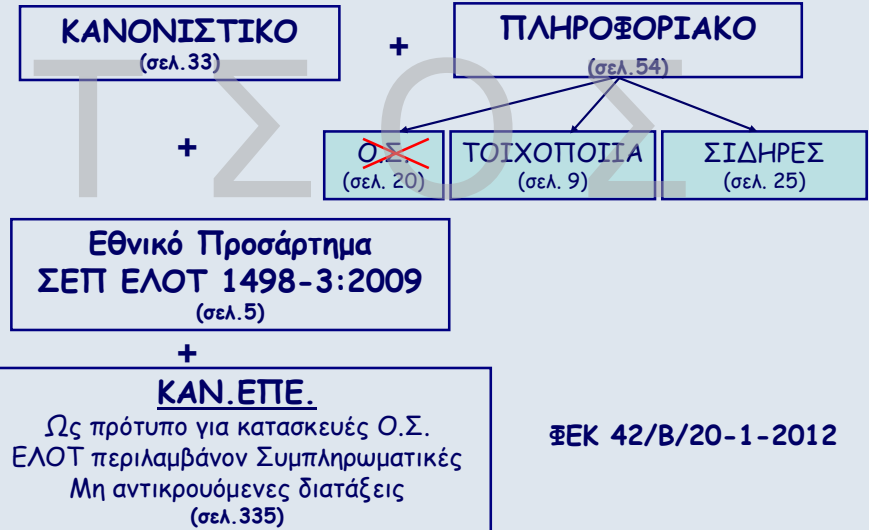 ΚΑΝΟΝΙΣΤΙΚΟ
(σελ.33)
+
ΠΛΗΡΟΦΟΡΙΑΚΟ
(σελ.54)
ΤΣΟΣ
+
Ο.Σ.
(σελ. 20)
ΤΟΙΧΟΠΟΙΙΑ
(σελ. 9)
ΣΙΔΗΡΕΣ
(σελ. 25)
Εθνικό Προσάρτημα
ΣΕΠ ΕΛΟΤ 1498-3:2009
(σελ.5)
+
ΚΑΝ.ΕΠΕ.
Ως πρότυπο για κατασκευές Ο.Σ.
ΕΛΟΤ περιλαμβάνον Συμπληρωματικές
Μη αντικρουόμενες διατάξεις
(σελ.335)
ΦΕΚ 42/Β/20-1-2012